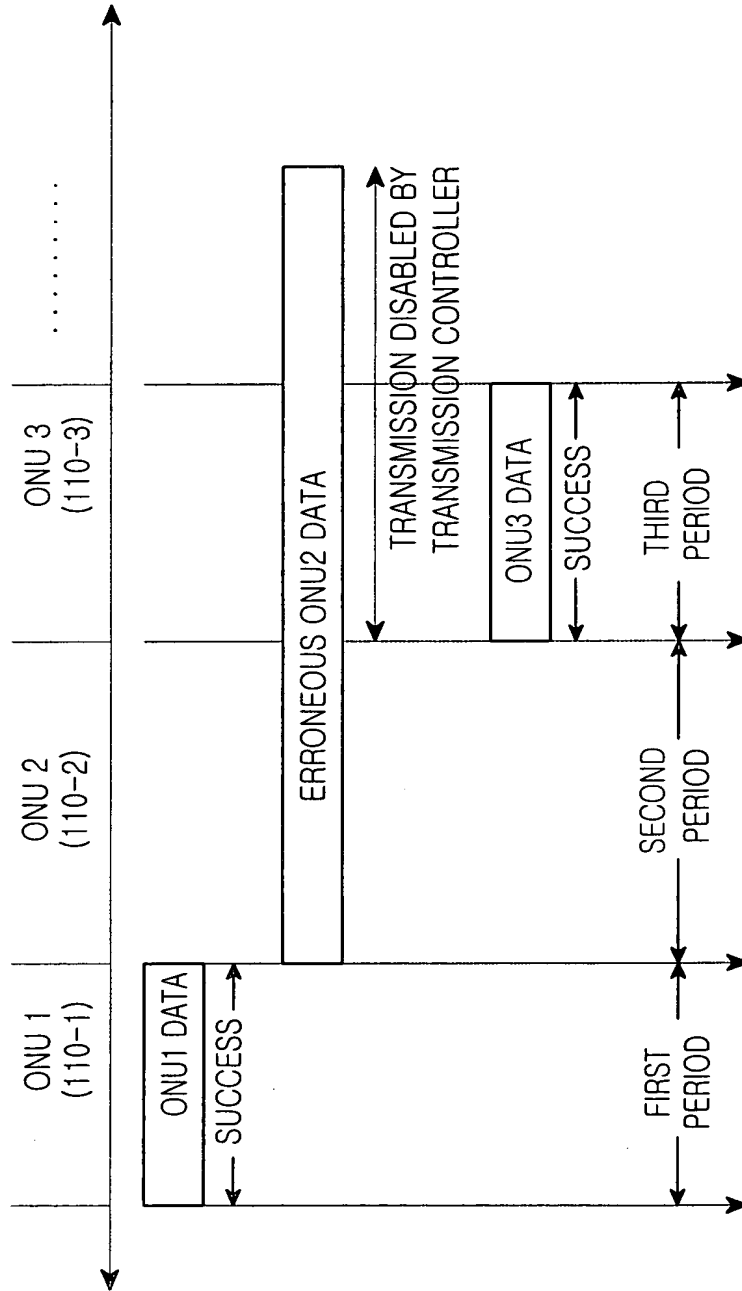 ONU 1
(110-1)
ONU 2
(110-2)
ONU 3
(110-3)
.........
ONU1 DATA
SUCCESS
ERRONEOUS ONU2 DATA
TRANSMISSION DISABLED BY
TRANSMISSION CONTROLLER
ONU3 DATA
SUCCESS
FIRST
PERIOD
SECOND
PERIOD
THIRD
PERIOD